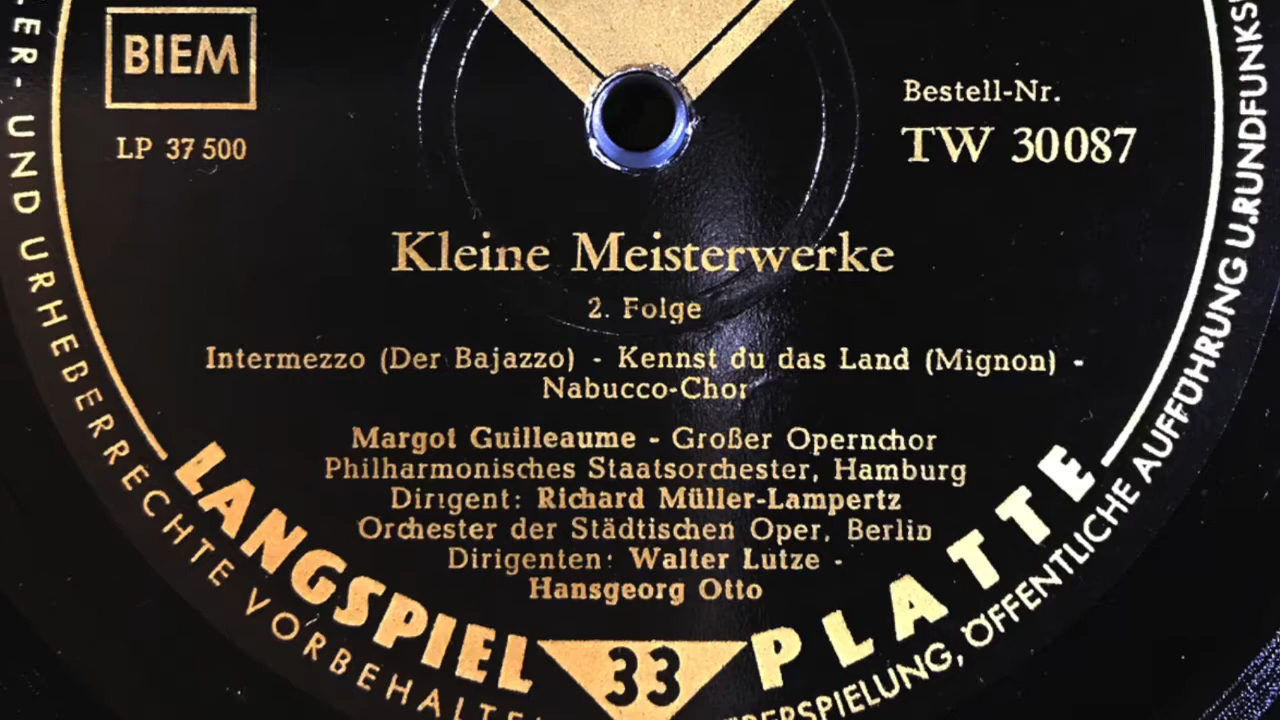 BIEM
LP 37 500
Bestell-Nr.
TW 30087
Kleine Meisterwerke
2. Folge
Intermezzo (Der Bajazzo) - Kennst du das Land (Mignon) -
Nabucco-Chor
Margot Guilleaume - Großer Opernchor
Philharmonisches Staatsorchester, Hamburg
Dirigent: Richard Müller-Lampertz
Orchester der Städtischen Oper, Berlin
Dirigenten: Walter Lutze -
Hansgeorg Otto
LANGSPIEL 33 PLATTE
UND URHEBERRECHTE
ÖFFENTLICHE AUFFÜHRUNG U.